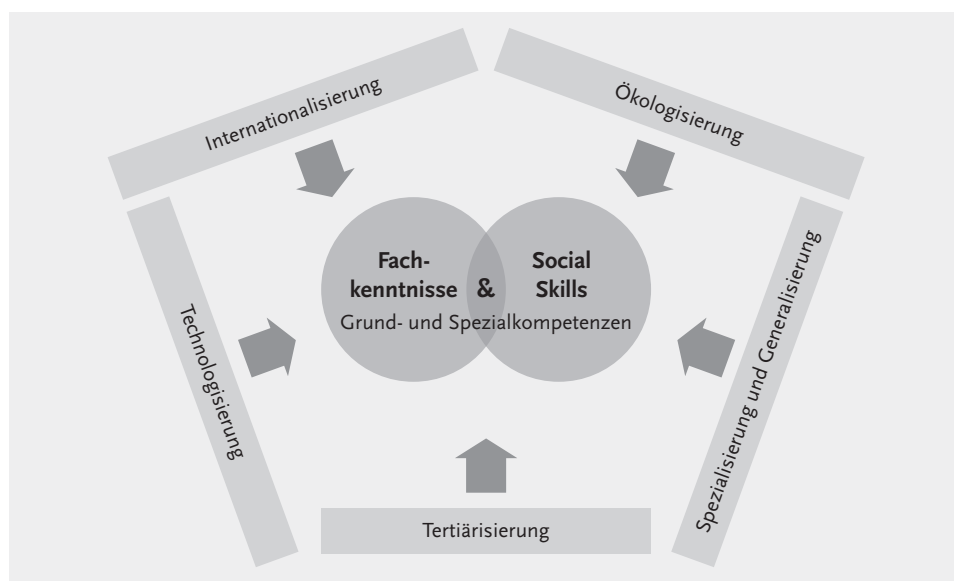 Internationalisierung
Ökologisierung
Technologisierung
Fach-
kenntnisse
&
Social
Skills
Grund- und Spezialkompetenzen
Spezialisierung und Generalisierung
Tertiärisierung